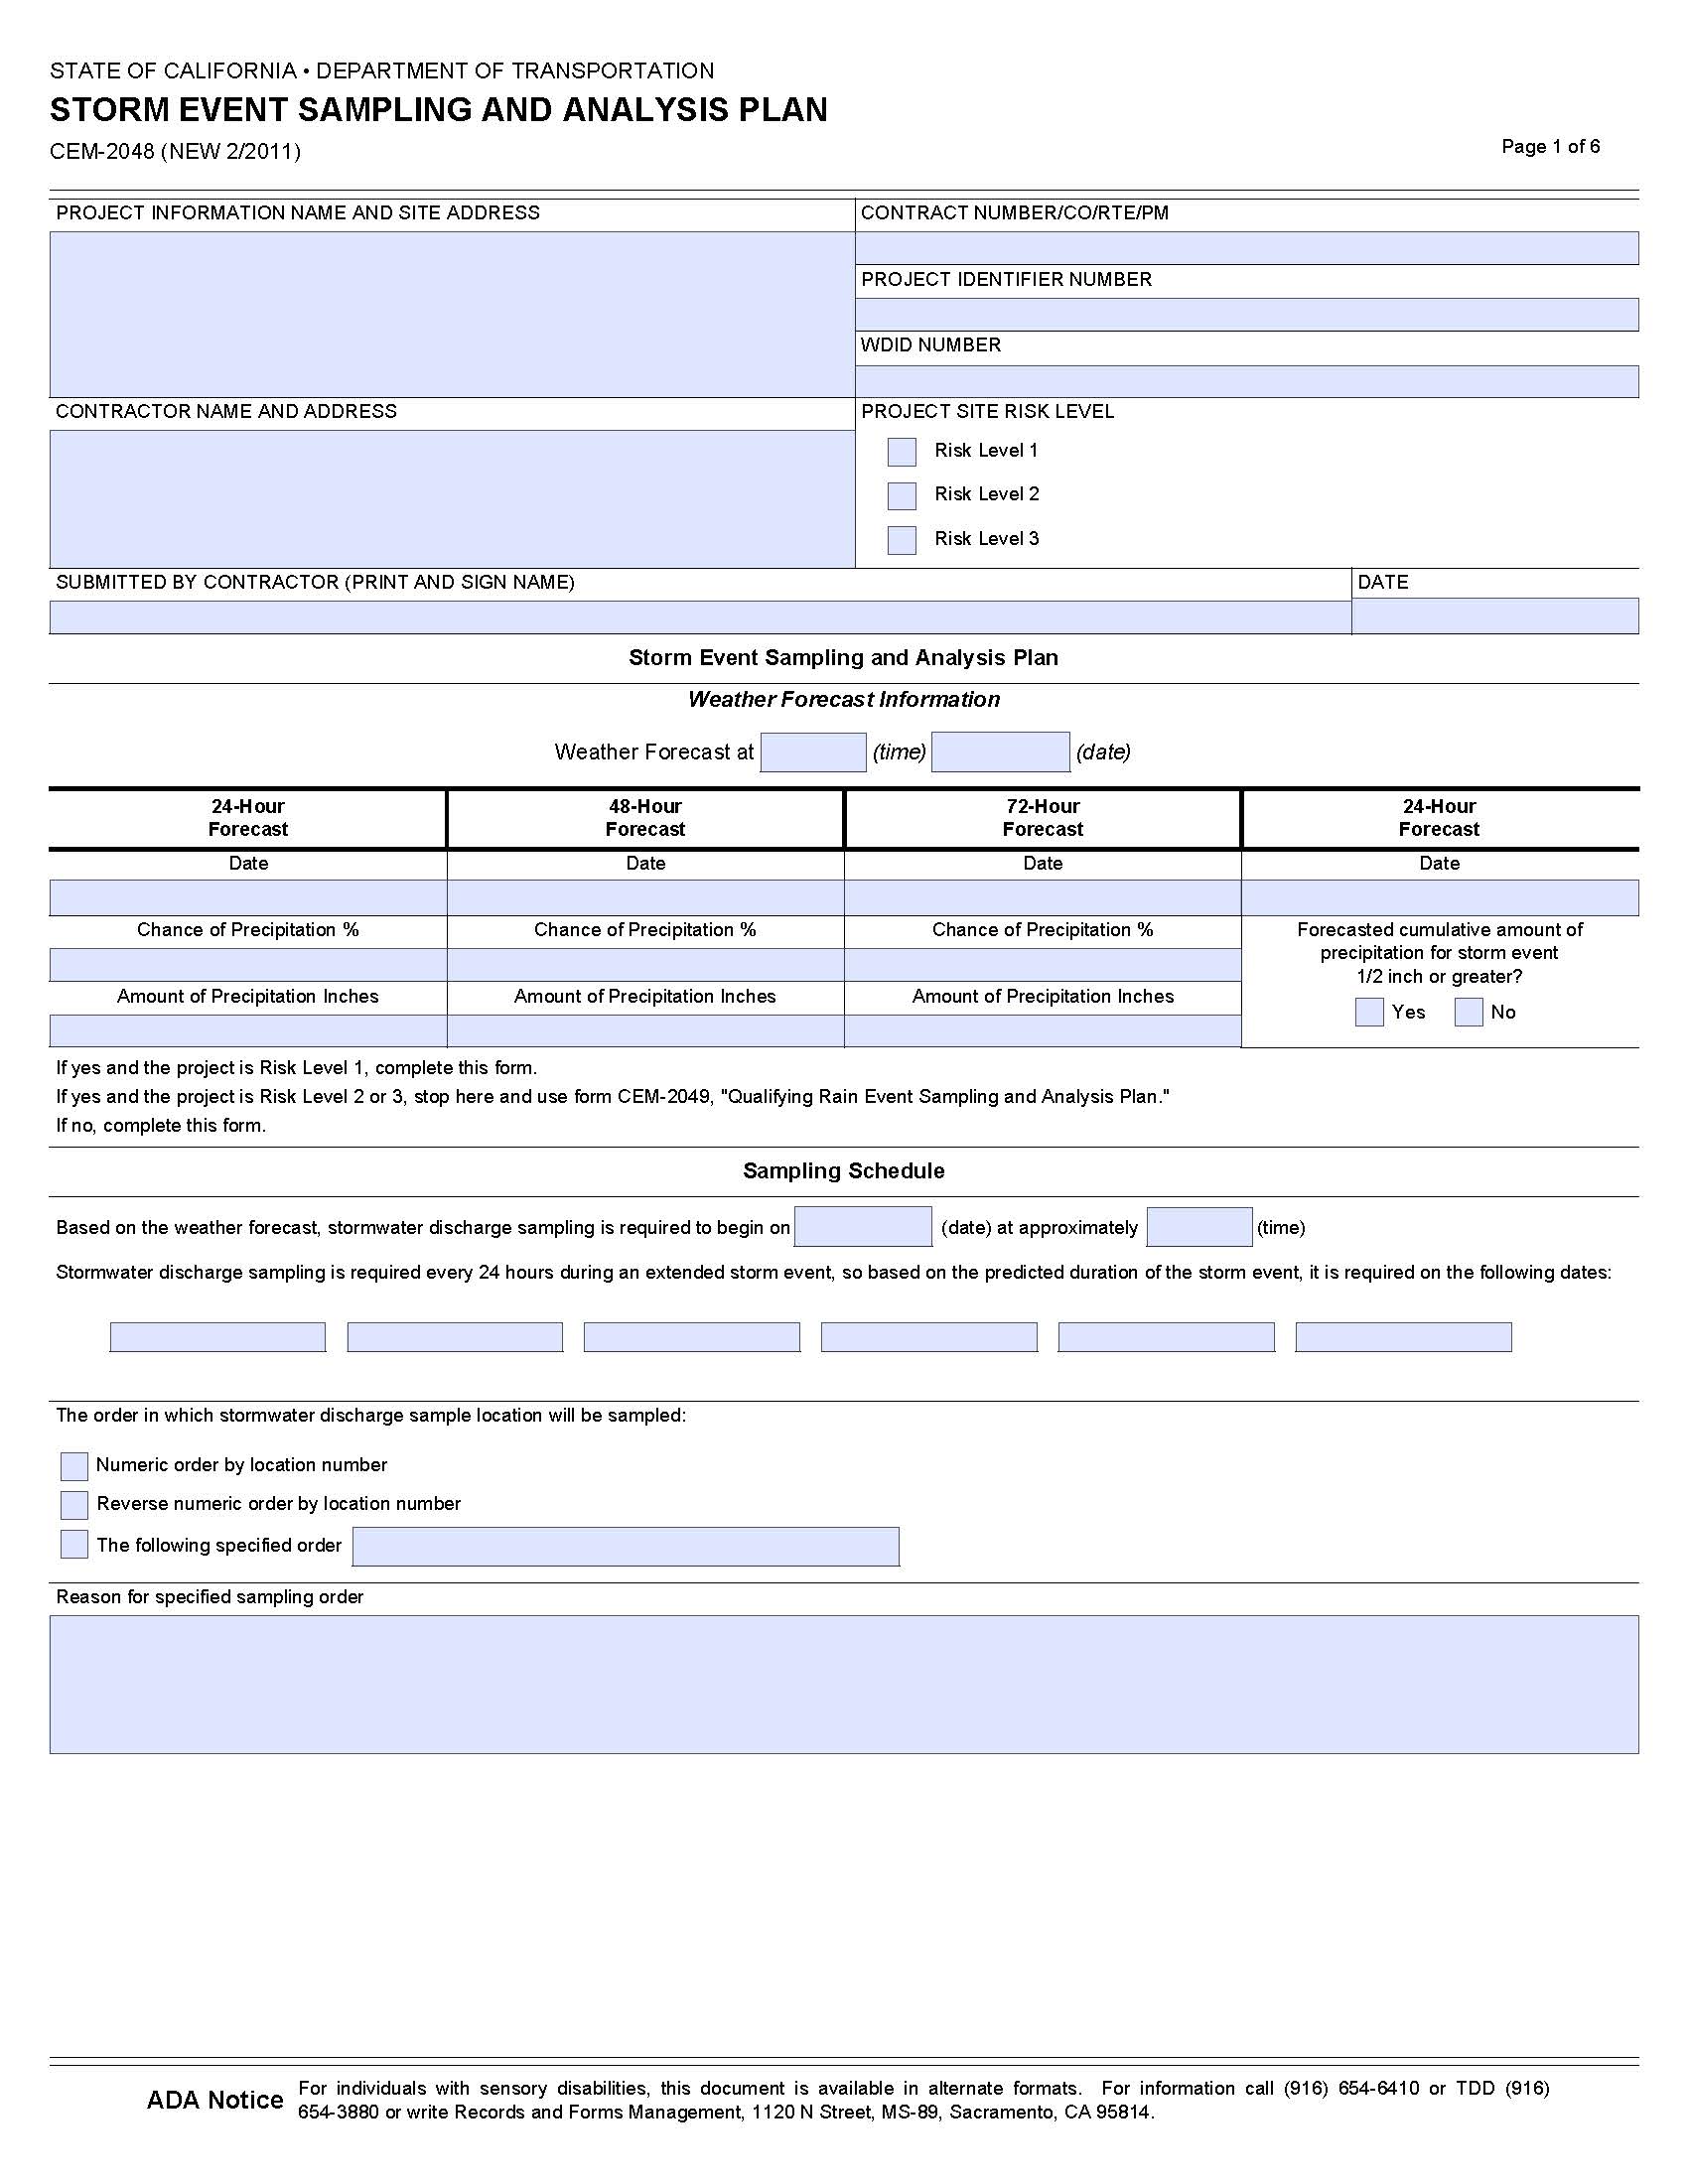 STATE OF CALIFORNIA • DEPARTMENT OF TRANSPORTATION
STORM EVENT SAMPLING AND ANALYSIS PLAN
CEM-2048 (NEW 2/2011)
Page 1 of 6
PROJECT INFORMATION NAME AND SITE ADDRESS
CONTRACT NUMBER/CO/RTE/PM
PROJECT IDENTIFIER NUMBER
WDID NUMBER
CONTRACTOR NAME AND ADDRESS
PROJECT SITE RISK LEVEL
Risk Level 1
Risk Level 2
Risk Level 3
SUBMITTED BY CONTRACTOR (PRINT AND SIGN NAME)
DATE
Storm Event Sampling and Analysis Plan
Weather Forecast Information
Weather Forecast at (time) (date)
24-Hour
Forecast
48-Hour
Forecast
72-Hour
Forecast
24-Hour
Forecast
Date
Date
Date
Date
Chance of Precipitation %
Chance of Precipitation %
Chance of Precipitation %
Forecasted cumulative amount of
precipitation for storm event
1/2 inch or greater?
Amount of Precipitation Inches
Amount of Precipitation Inches
Amount of Precipitation Inches
Yes No
If yes and the project is Risk Level 1, complete this form.
If yes and the project is Risk Level 2 or 3, stop here and use form CEM-2049, "Qualifying Rain Event Sampling and Analysis Plan."
If no, complete this form.
Sampling Schedule
Based on the weather forecast, stormwater discharge sampling is required to begin on (date) at approximately (time)
Stormwater discharge sampling is required every 24 hours during an extended storm event, so based on the predicted duration of the storm event, it is required on the following dates:
The order in which stormwater discharge sample location will be sampled:
Numeric order by location number
Reverse numeric order by location number
The following specified order
Reason for specified sampling order
ADA Notice
For individuals with sensory disabilities, this document is available in alternate formats. For information call (916) 654-6410 or TDD (916)
654-3880 or write Records and Forms Management, 1120 N Street, MS-89, Sacramento, CA 95814.